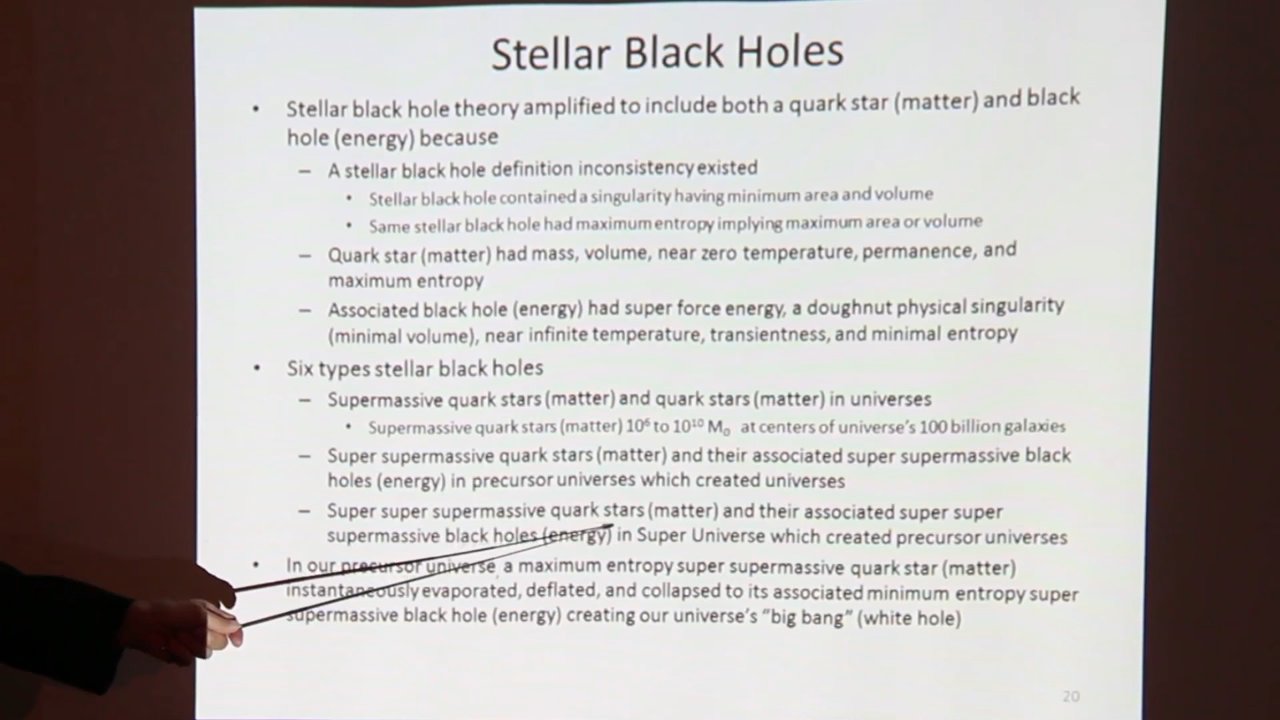 Stellar Black Holes
• Stellar black hole theory amplified to include both a quark star (matter) and black
hole (energy) because
– A stellar black hole definition inconsistency existed
• Stellar black hole contained a singularity having minimum area and volume
• Same stellar black hole had maximum entropy implying maximum area or volume
– Quark star (matter) had mass, volume, near zero temperature, permanence, and
maximum entropy
– Associated black hole (energy) had super force energy, a doughnut physical singularity
(minimal volume), near infinite temperature, transientness, and minimal entropy
• Six types stellar black holes
– Supermassive quark stars (matter) and quark stars (matter) in universes
• Supermassive quark stars (matter) 10⁶ to 10¹⁰ M₀ at centers of universe's 100 billion galaxies
– Super supermassive quark stars (matter) and their associated super supermassive black
holes (energy) in precursor universes which created universes
– Super super supermassive quark stars (matter) and their associated super super
supermassive black holes (energy) in Super Universe which created precursor universes
• In our precursor universe, a maximum entropy super supermassive quark star (matter)
instantaneously evaporated, deflated, and collapsed to its associated minimum entropy super
supermassive black hole (energy) creating our universe's "big bang" (white hole)
20